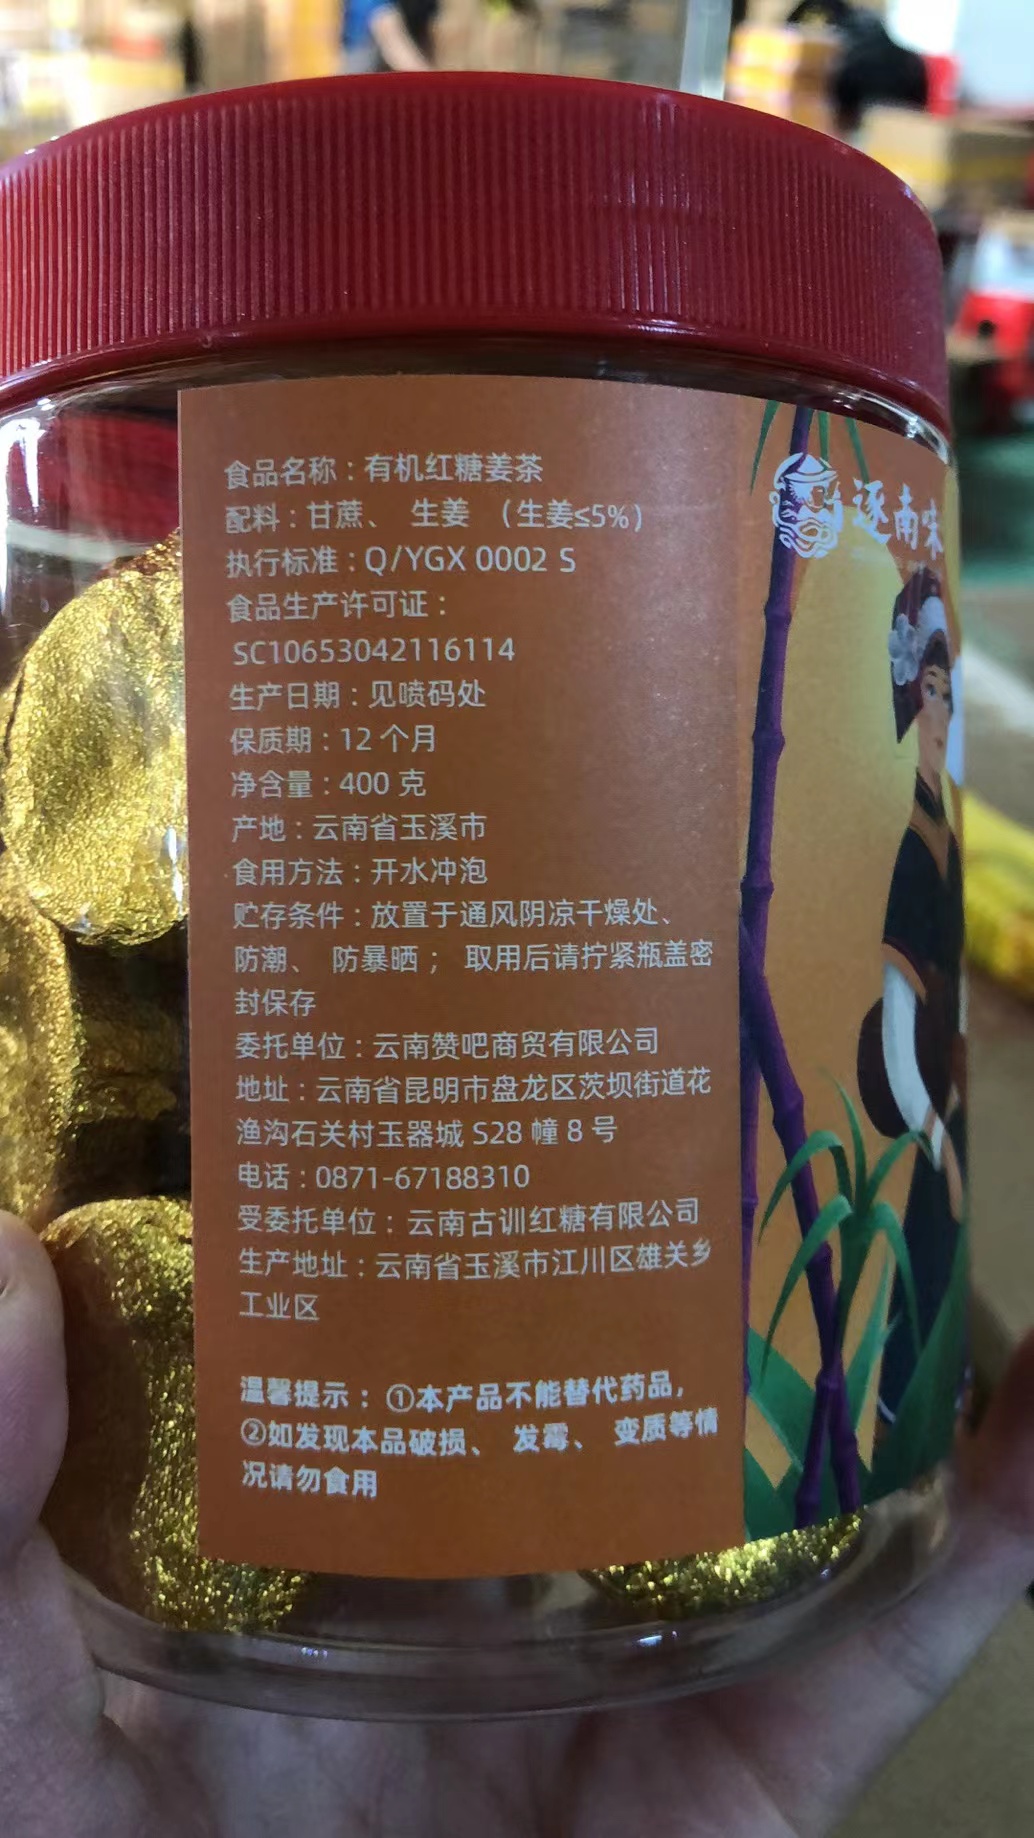 食品名称：有机红糖姜茶
配料：甘蔗、 生姜 （生姜≤5%）
执行标准：Q/YGX 0002 S
食品生产许可证：
SC10653042116114
生产日期：见喷码处
保质期：12 个月
净含量：400 克
产地：云南省玉溪市
食用方法：开水冲泡
贮存条件：放置于通风阴凉干燥处、
防潮、 防暴晒； 取用后请拧紧瓶盖密
封保存
委托单位：云南赞吧商贸有限公司
地址：云南省昆明市盘龙区茨坝街道花
渔沟石关村玉器城 S28 幢 8 号
电话：0871-67188310
受委托单位：云南古训红糖有限公司
生产地址：云南省玉溪市江川区雄关乡
工业区
温馨提示：①本产品不能替代药品，
②如发现本品破损、 发霉、 变质等情
况请勿食用
逐南味